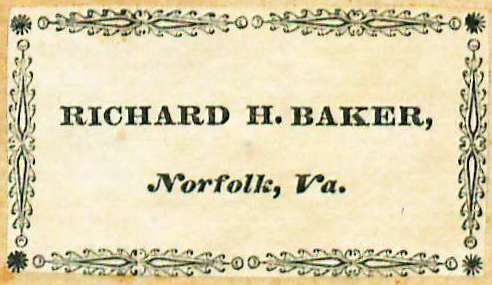 RICHARD H. BAKER,
Norfolk, Va.